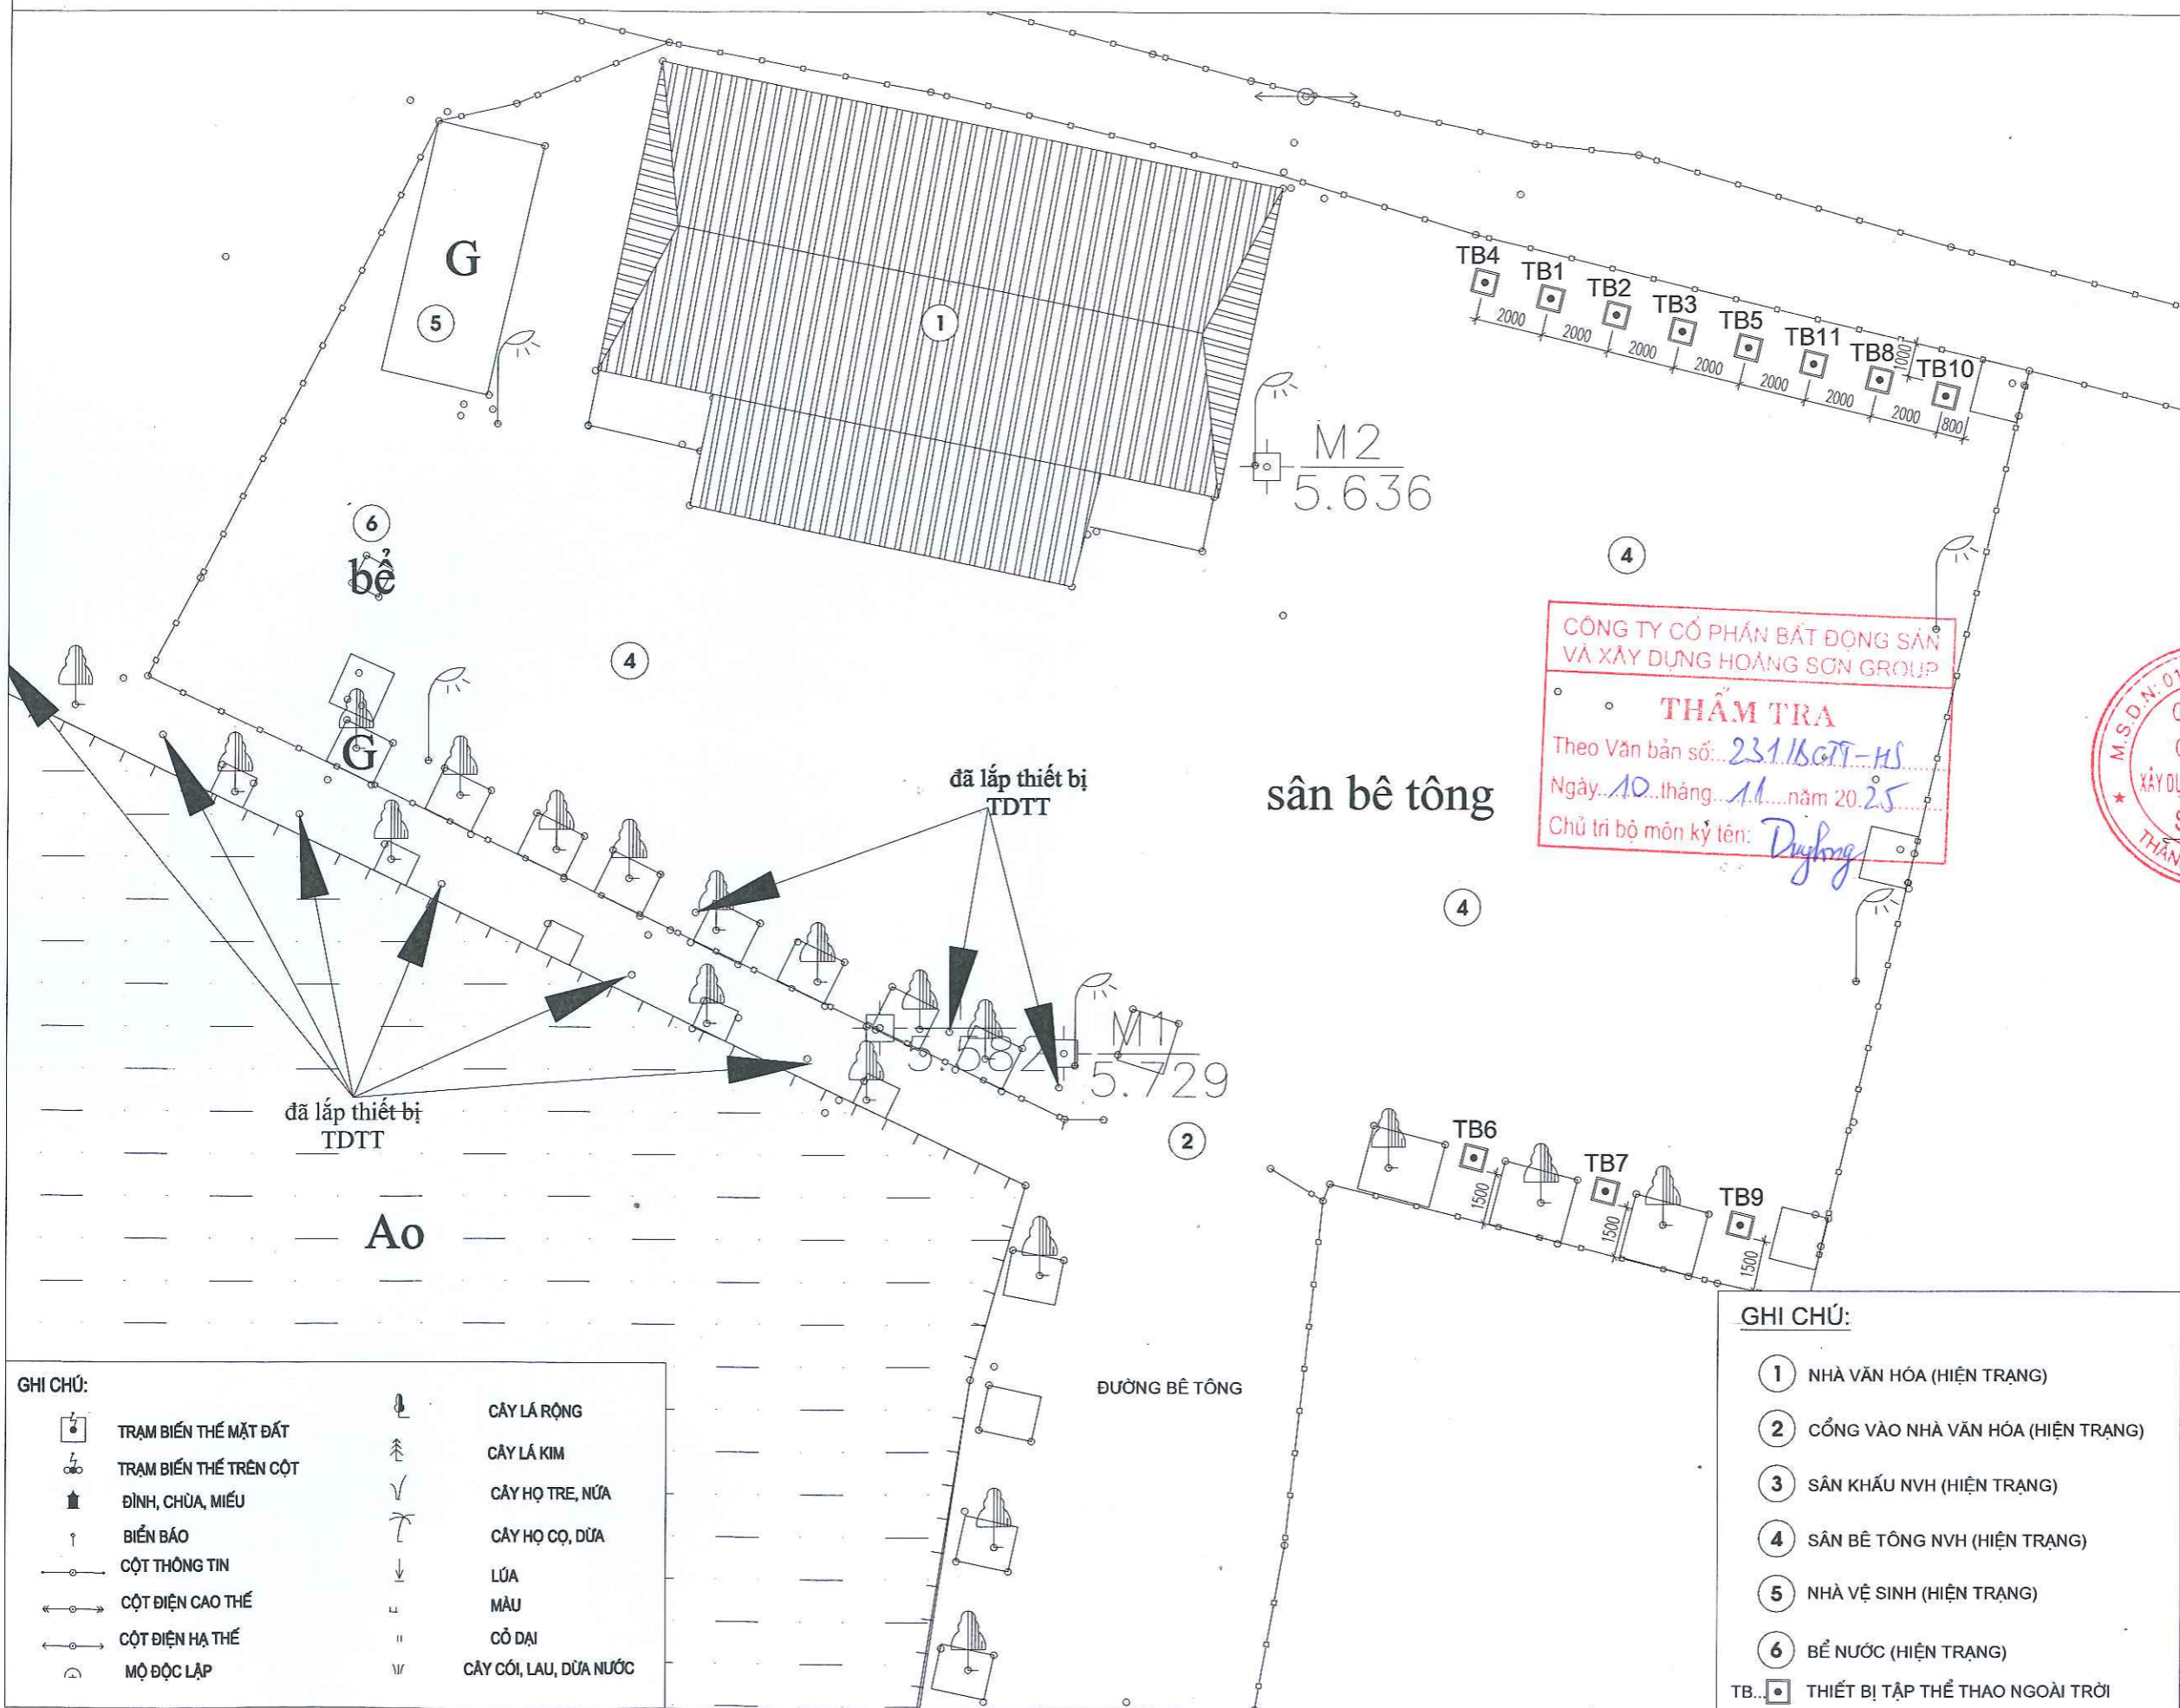 G
5
1
TB4
TB1
TB2
TB3
TB5
TB11
TB8
TB10
2000
2000
2000
2000
2000
2000
2000
800
1000
M2
5.636
6
bể
4
4
G
CÔNG TY CỔ PHẦN BẤT ĐỘNG SẢN
VÀ XÂY DỰNG HOÀNG SƠN GROUP
THẨM TRA
Theo Văn bản số: 231/BCTT-HS
Ngày 10 tháng 11 năm 2025
Chủ trì bộ môn ký tên:
M.S.D.N: 01
XÂY DỰ
THÀN
đã lắp thiết bị
TDTT
sân bê tông
4
M1
5.729
đã lắp thiết bị
TDTT
2
TB6
TB7
TB9
1500
1500
1500
Ao
ĐƯỜNG BÊ TÔNG
GHI CHÚ:
TRẠM BIẾN THẾ MẶT ĐẤT
TRẠM BIẾN THẾ TRÊN CỘT
ĐÌNH, CHÙA, MIẾU
BIỂN BÁO
CỘT THÔNG TIN
CỘT ĐIỆN CAO THẾ
CỘT ĐIỆN HẠ THẾ
MỘ ĐỘC LẬP
CÂY LÁ RỘNG
CÂY LÁ KIM
CÂY HỌ TRE, NỨA
CÂY HỌ CỌ, DỪA
LÚA
MÀU
CỎ DẠI
CÂY CÓI, LAU, DỪA NƯỚC
GHI CHÚ:
1 NHÀ VĂN HÓA (HIỆN TRẠNG)
2 CỔNG VÀO NHÀ VĂN HÓA (HIỆN TRẠNG)
3 SÂN KHẤU NVH (HIỆN TRẠNG)
4 SÂN BÊ TÔNG NVH (HIỆN TRẠNG)
5 NHÀ VỆ SINH (HIỆN TRẠNG)
6 BỂ NƯỚC (HIỆN TRẠNG)
TB... THIẾT BỊ TẬP THỂ THAO NGOÀI TRỜI